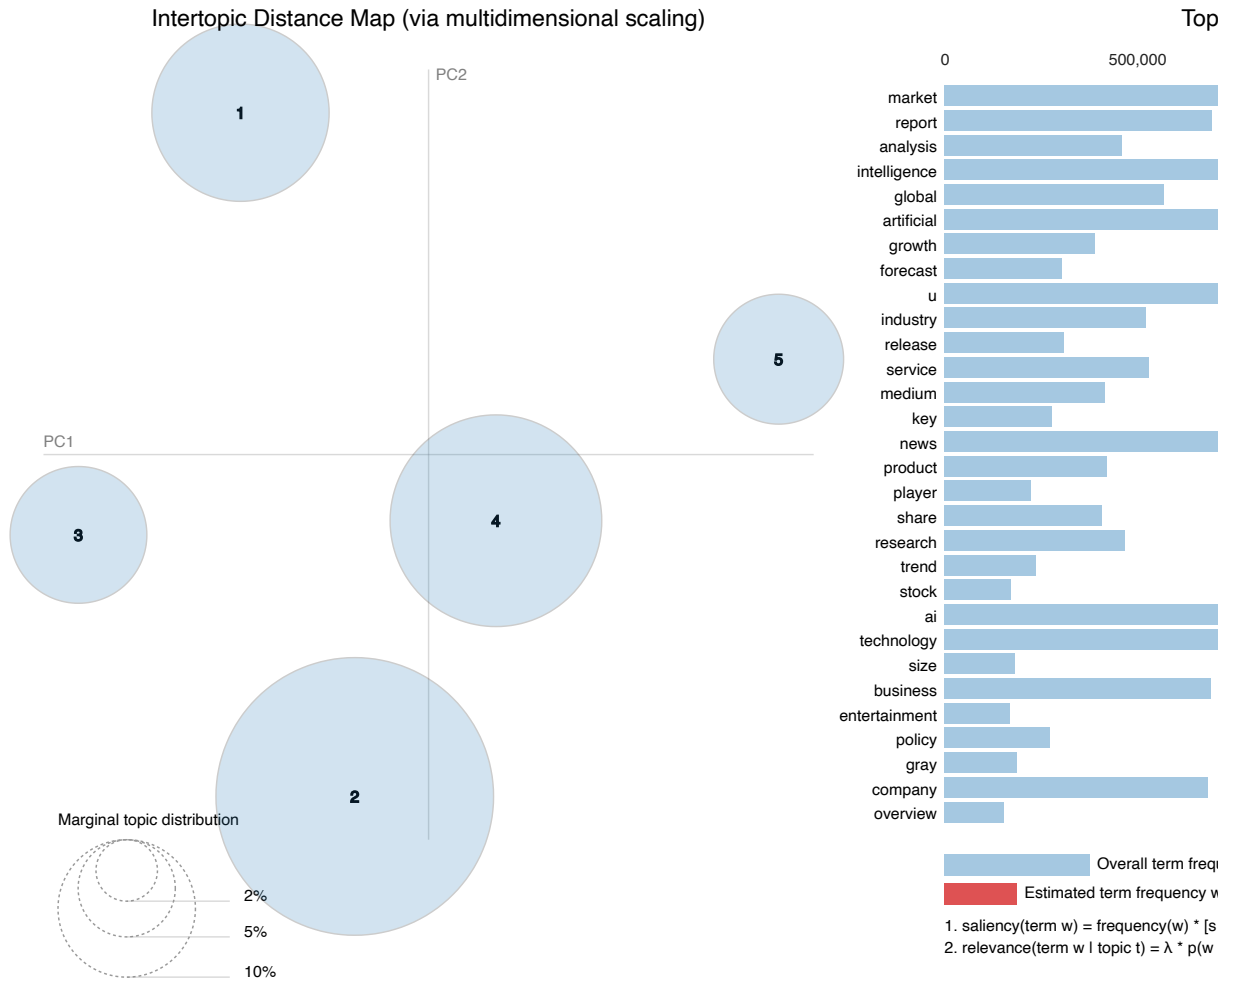 Intertopic Distance Map (via multidimensional scaling)
Top
PC2
1
5
PC1
3
4
2
Marginal topic distribution
2%
5%
10%
0
500,000
market
report
analysis
intelligence
global
artificial
growth
forecast
u
industry
release
service
medium
key
news
product
player
share
research
trend
stock
ai
technology
size
business
entertainment
policy
gray
company
overview
Overall term frequ
Estimated term frequency w
1. saliency(term w) = frequency(w) * [s
2. relevance(term w | topic t) = λ * p(w